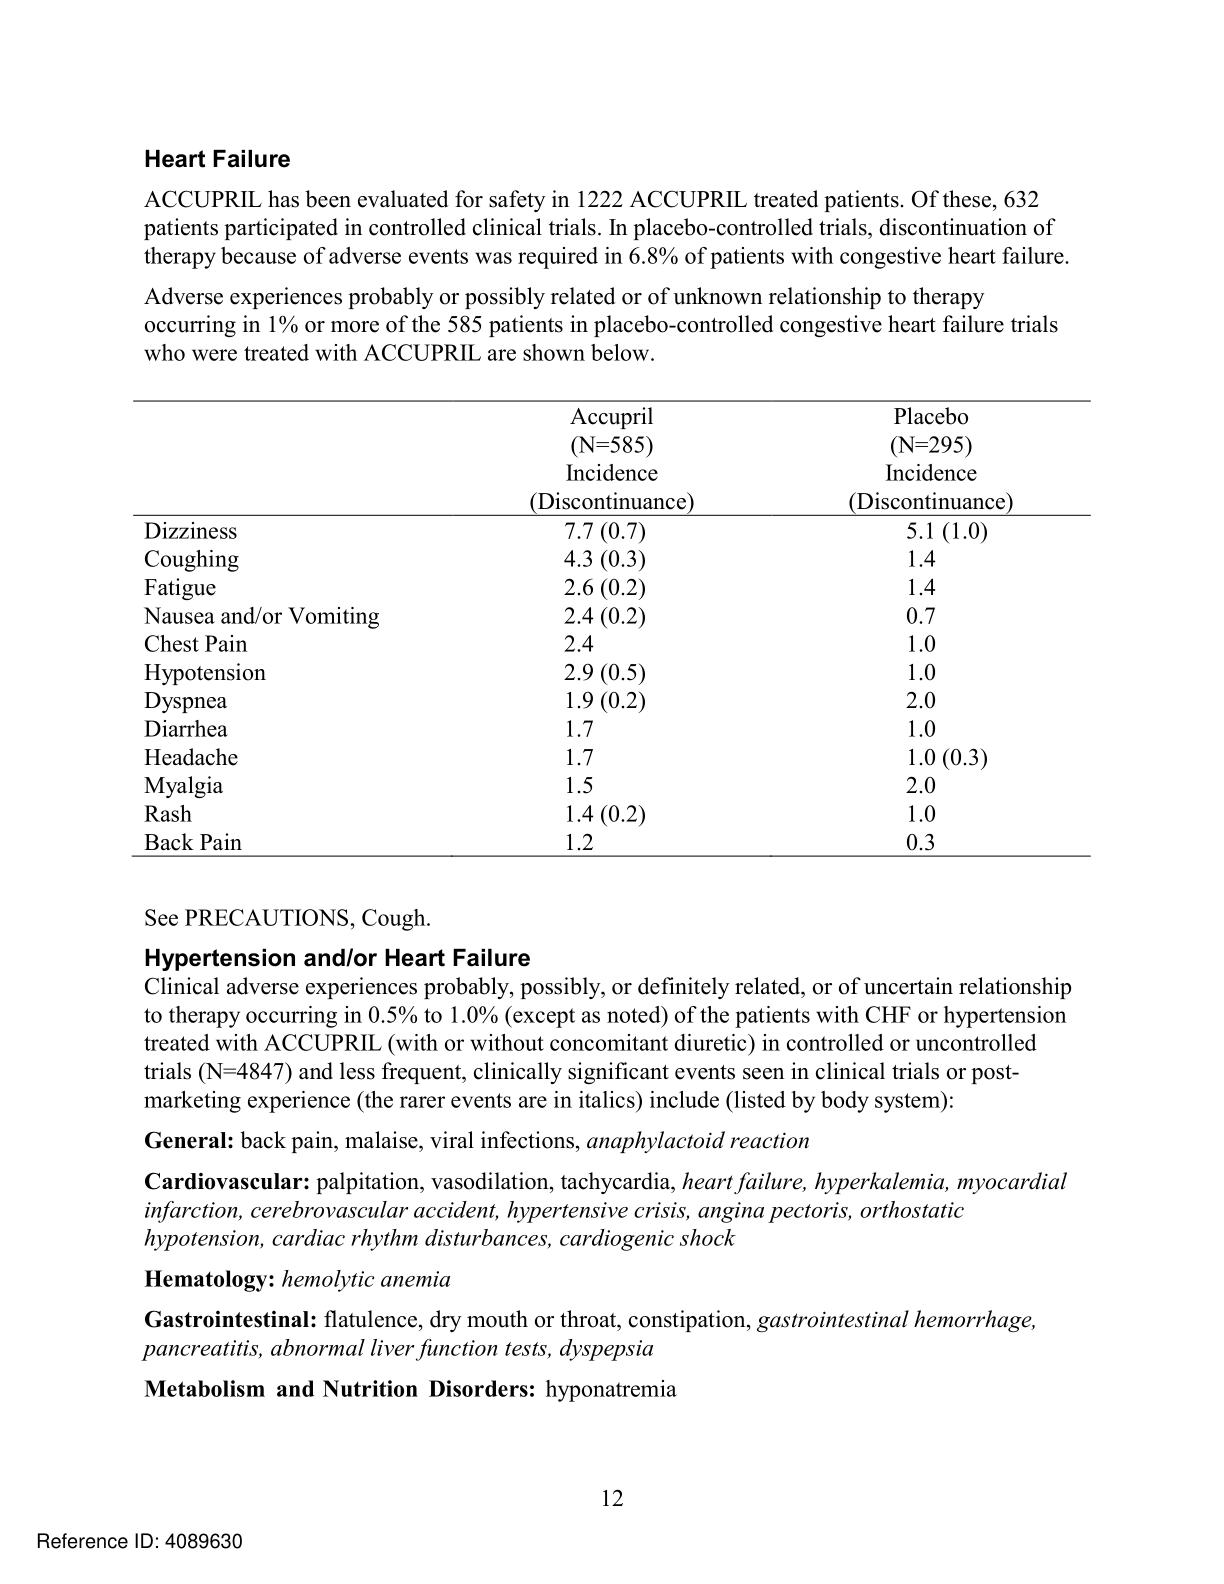 Heart Failure
ACCUPRIL has been evaluated for safety in 1222 ACCUPRIL treated patients. Of these, 632
patients participated in controlled clinical trials. In placebo-controlled trials, discontinuation of
therapy because of adverse events was required in 6.8% of patients with congestive heart failure.
Adverse experiences probably or possibly related or of unknown relationship to therapy
occurring in 1% or more of the 585 patients in placebo-controlled congestive heart failure trials
who were treated with ACCUPRIL are shown below.
Accupril Placebo
(N=585) (N=295)
Incidence Incidence
(Discontinuance) (Discontinuance)
Dizziness 7.7 (0.7) 5.1 (1.0)
Coughing 4.3 (0.3) 1.4
Fatigue 2.6 (0.2) 1.4
Nausea and/or Vomiting 2.4 (0.2) 0.7
Chest Pain 2.4 1.0
Hypotension 2.9 (0.5) 1.0
Dyspnea 1.9 (0.2) 2.0
Diarrhea 1.7 1.0
Headache 1.7 1.0 (0.3)
Myalgia 1.5 2.0
Rash 1.4 (0.2) 1.0
Back Pain 1.2 0.3
See PRECAUTIONS, Cough.
Hypertension and/or Heart Failure
Clinical adverse experiences probably, possibly, or definitely related, or of uncertain relationship
to therapy occurring in 0.5% to 1.0% (except as noted) of the patients with CHF or hypertension
treated with ACCUPRIL (with or without concomitant diuretic) in controlled or uncontrolled
trials (N=4847) and less frequent, clinically significant events seen in clinical trials or post-
marketing experience (the rarer events are in italics) include (listed by body system):
General: back pain, malaise, viral infections, anaphylactoid reaction
Cardiovascular: palpitation, vasodilation, tachycardia, heart failure, hyperkalemia, myocardial
infarction, cerebrovascular accident, hypertensive crisis, angina pectoris, orthostatic
hypotension, cardiac rhythm disturbances, cardiogenic shock
Hematology: hemolytic anemia
Gastrointestinal: flatulence, dry mouth or throat, constipation, gastrointestinal hemorrhage,
pancreatitis, abnormal liver function tests, dyspepsia
Metabolism and Nutrition Disorders: hyponatremia
12
Reference ID: 4089630